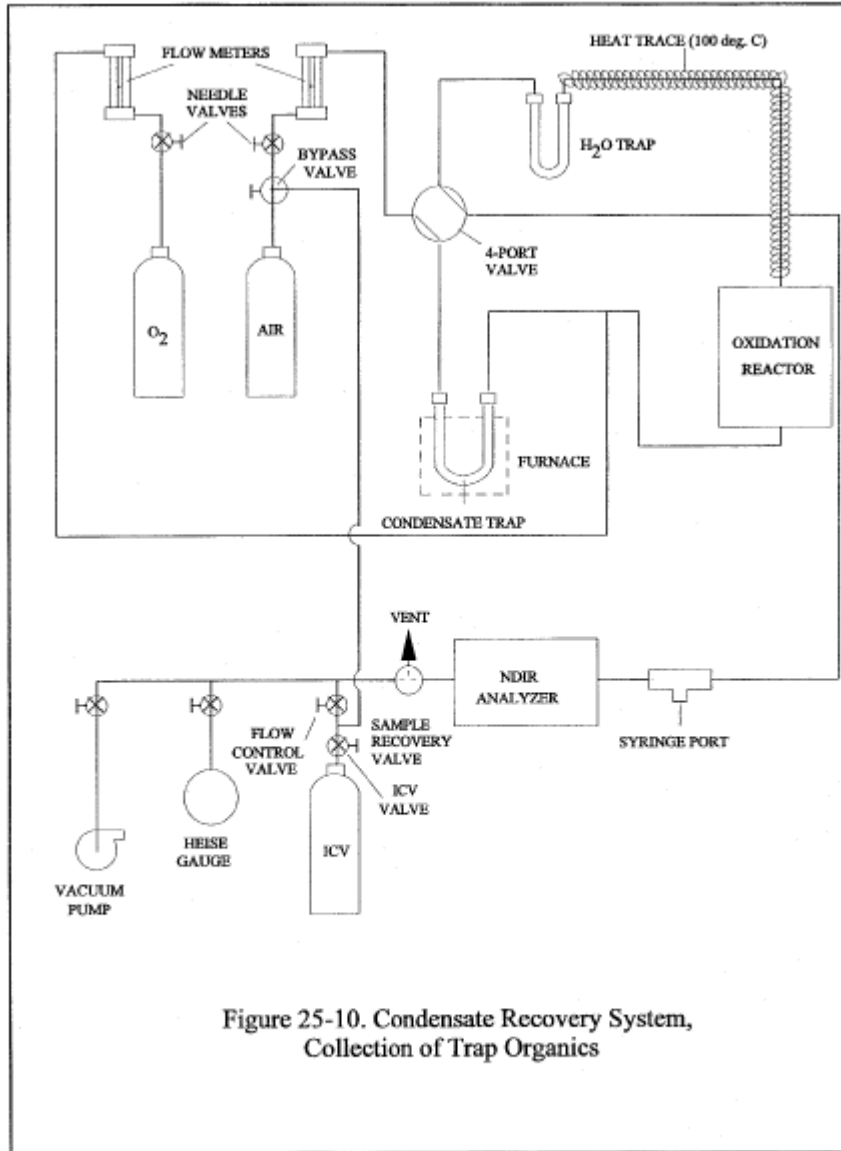 FLOW METERS
HEAT TRACE (100 deg. C)
NEEDLE
VALVES
H2O TRAP
BYPASS
VALVE
4-PORT
VALVE
O2
AIR
OXIDATION
REACTOR
FURNACE
CONDENSATE TRAP
VENT
NDIR
ANALYZER
SYRINGE PORT
FLOW
CONTROL
VALVE
SAMPLE
RECOVERY
VALVE
ICV
VALVE
HEISE
GAUGE
ICV
VACUUM
PUMP
Figure 25-10. Condensate Recovery System,
Collection of Trap Organics